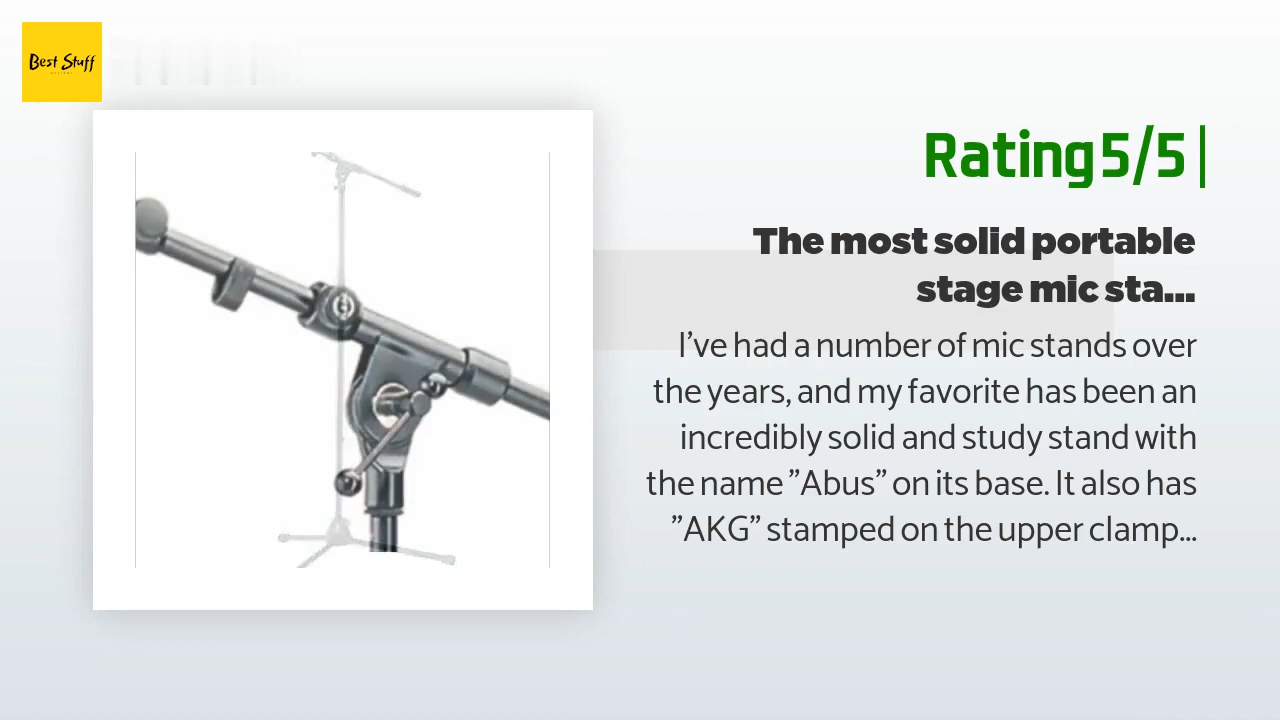 Best Stuff
Rating 5/5
The most solid portable
stage mic sta...
I've had a number of mic stands over
the years, and my favorite has been an
incredibly solid and study stand with
the name ”Abus” on its base. It also has
”AKG” stamped on the upper clamp...